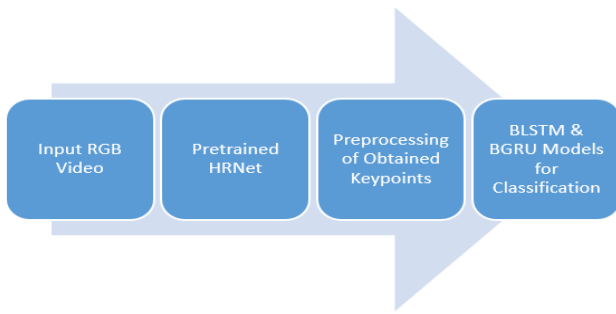 Input RGB
Video
Pretrained
HRNet
Preprocessing
of Obtained
Keypoints
BLSTM &
BGRU Models
for
Classification